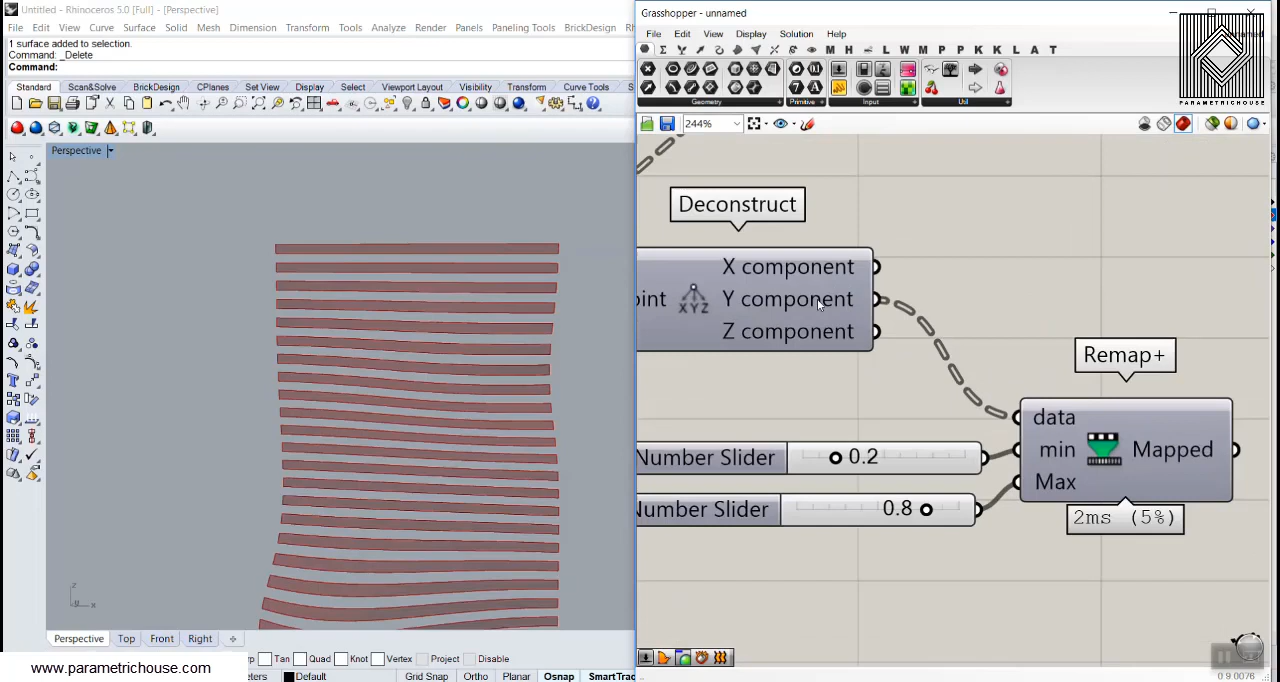 Untitled - Rhinoceros 5.0 [Full] - [Perspective]
File Edit View Curve Surface Solid Mesh Dimension Transform Tools Analyze Render Panels Paneling Tools BrickDesign
1 surface added to selection.
Command: _Delete
Command:
Standard Scan&Solve BrickDesign CPlanes Set View Display Select Viewport Layout Visibility Transform Curve Tools
Perspective
z
x
Perspective Top Front Right
Tan Quad Knot Vertex Project Disable
eters Default Grid Snap Ortho Planar Osnap SmartTrac
www.parametrichouse.com
Grasshopper - unnamed
File Edit View Display Solution Help
M H L W M P P K K L A T
Geometry Primitive Input Util
PARAMETRICHOUSE
244%
Deconstruct
X component
oint XYZ Y component
Z component
Remap+
data
min Mapped
Max
Number Slider 0.2
Number Slider 0.8
2ms (5%)
0.9.0076